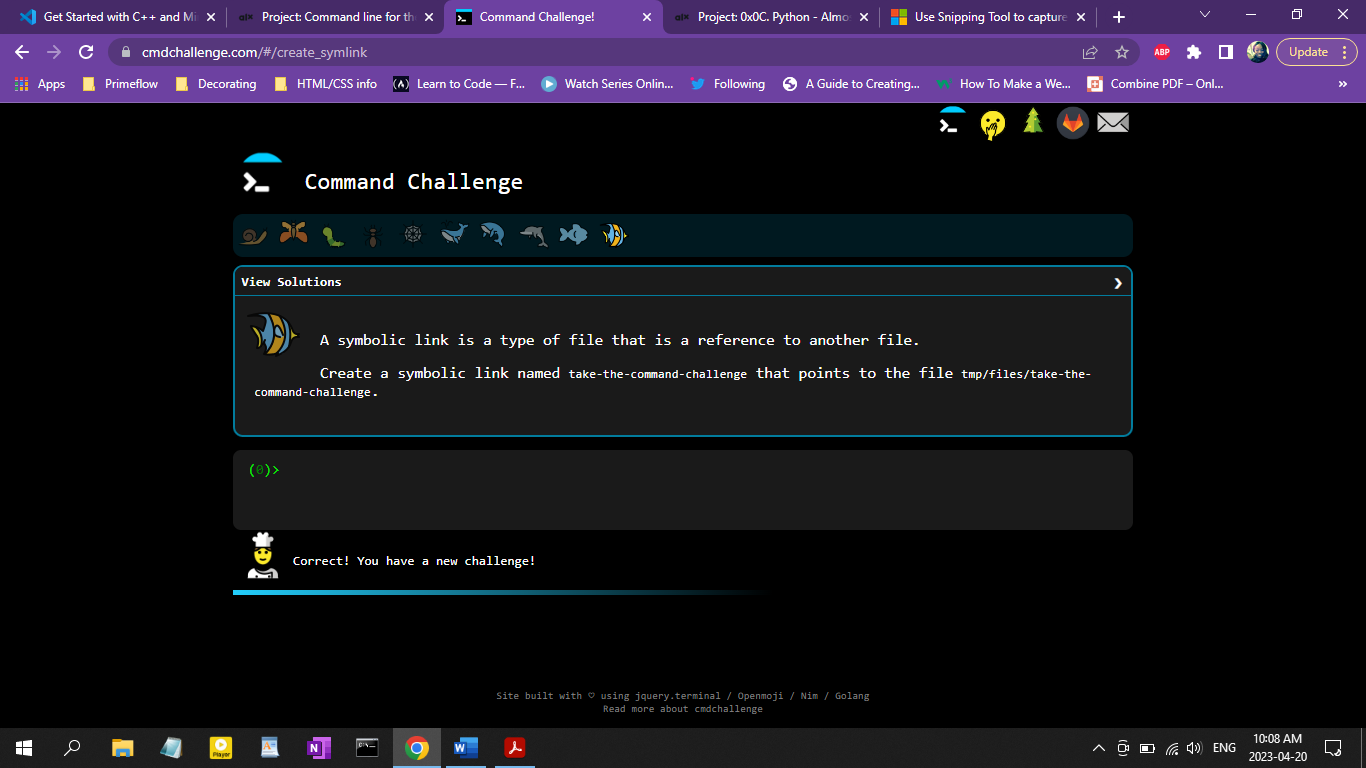 Get Started with C++ and Mi
Project: Command line for th
Command Challenge!
Project: 0x0C. Python - Almo
Use Snipping Tool to capture
cmdchallenge.com/#/create_symlink
ABP
Update
Apps
Primeflow
Decorating
HTML/CSS info
Learn to Code — F...
Watch Series Onlin...
Following
A Guide to Creating...
How To Make a We...
Combine PDF – Onl...
Command Challenge
View Solutions
A symbolic link is a type of file that is a reference to another file.
Create a symbolic link named take-the-command-challenge that points to the file tmp/files/take-the-
command-challenge.
(0)>
Correct! You have a new challenge!
Site built with ♡ using jquery.terminal / Openmoji / Nim / Golang
Read more about cmdchallenge
Player
ENG
10:08 AM
2023-04-20